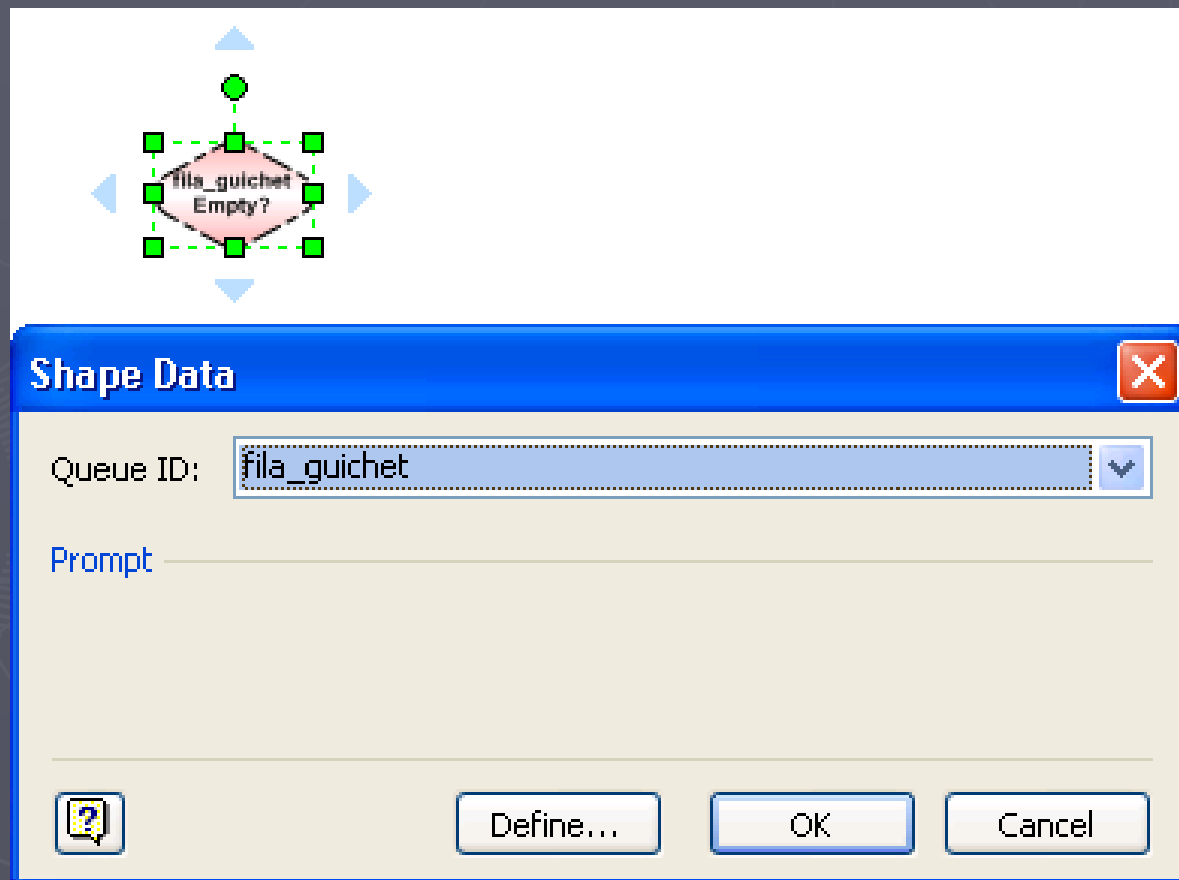 fila_guichet
Empty?
Shape Data
Queue ID: fila_guichet
Prompt
? Define... OK Cancel